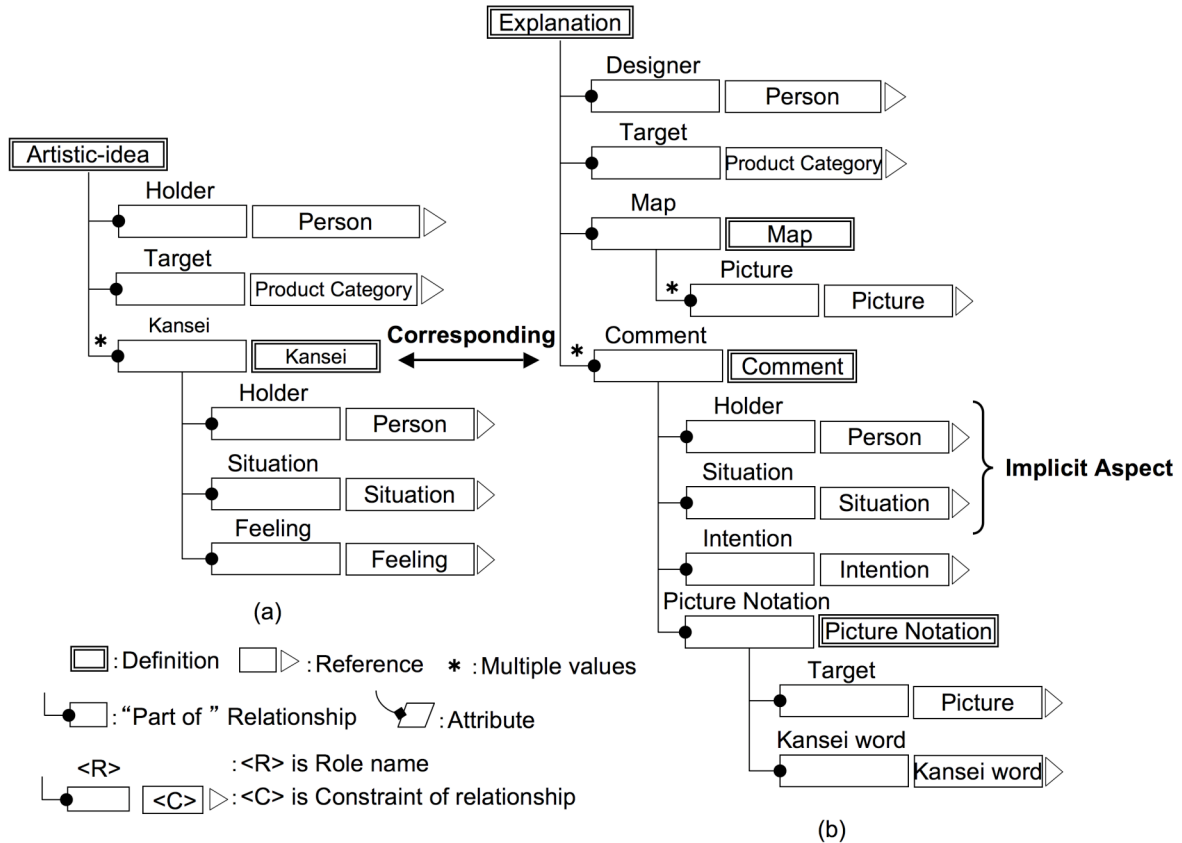 Artistic-idea
Holder
Person
Target
Product Category
*
Kansei
Kansei
Holder
Person
Situation
Situation
Feeling
Feeling
(a)
Corresponding
Explanation
Designer
Person
Target
Product Category
Map
Map
*
Picture
Picture
*
Comment
Comment
Holder
Person
Situation
Situation
Implicit Aspect
Intention
Intention
Picture Notation
Picture Notation
Target
Picture
Kansei word
Kansei word
(b)
: Definition
: Reference
* : Multiple values
: “Part of ” Relationship
: Attribute
<R>
: <R> is Role name
<C>
: <C> is Constraint of relationship